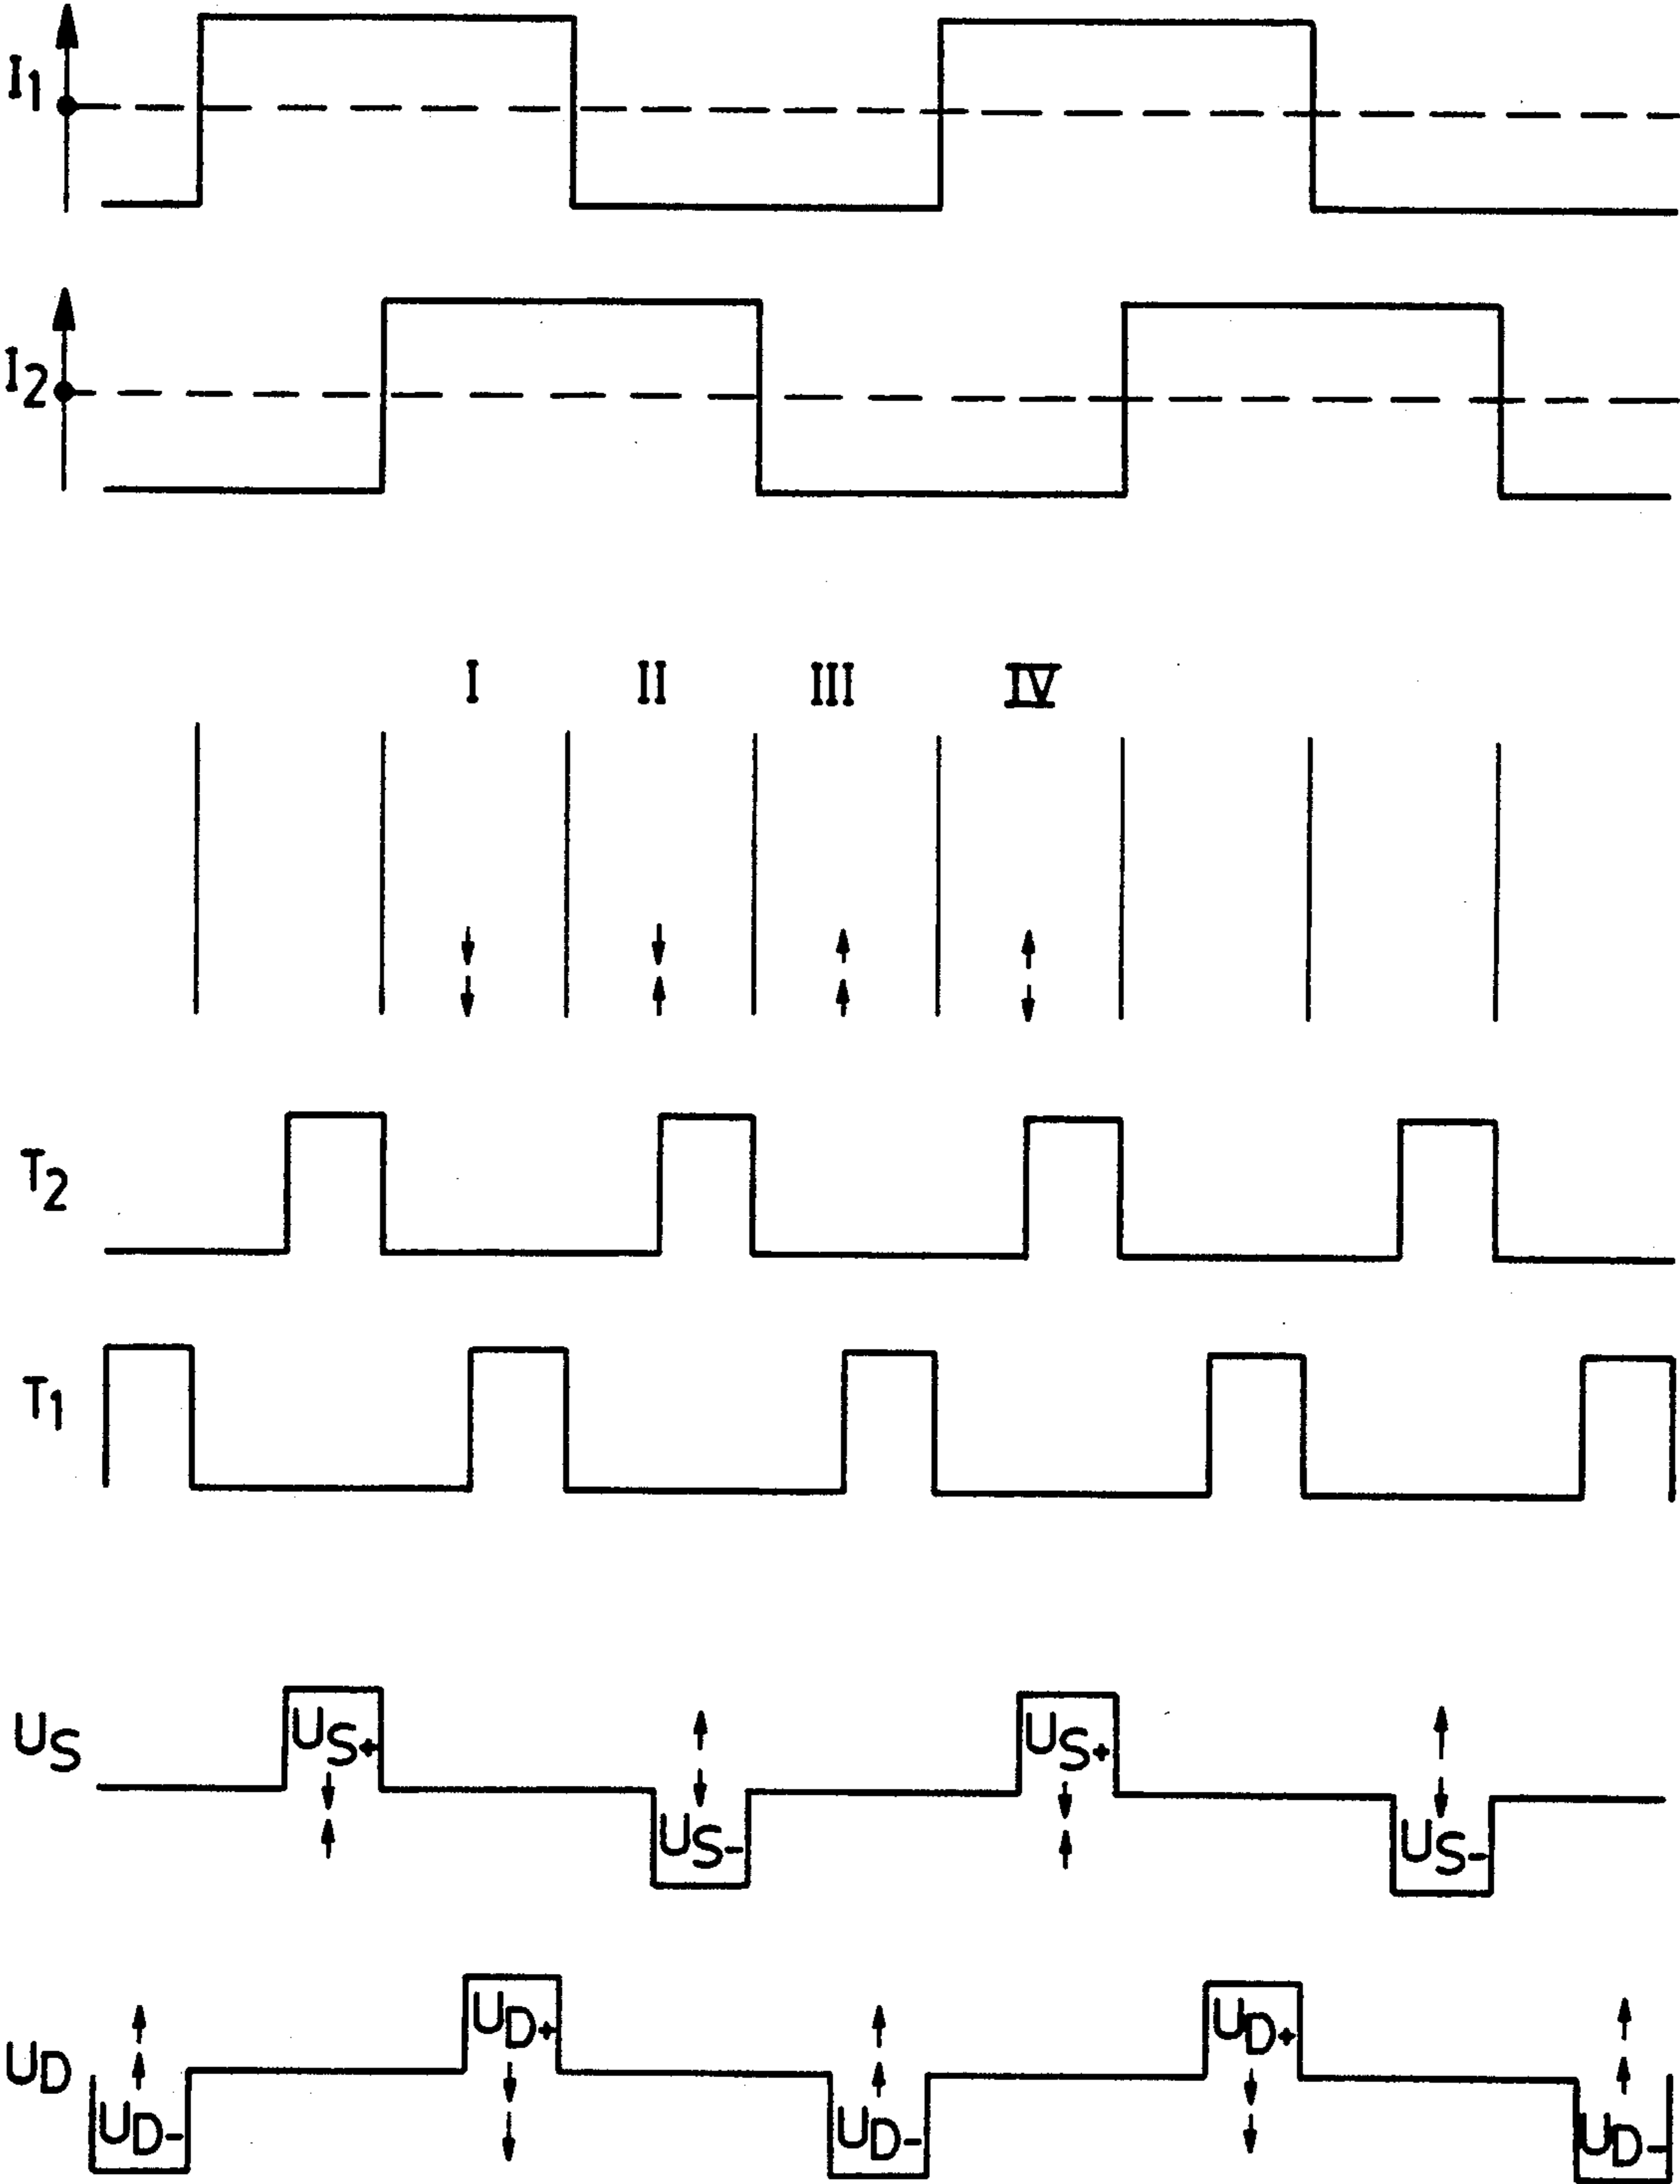 I1
I2
I II III IV
T2
T1
US US+ US- US+ US-
UD UD- UD+ UD- UD+ UD-